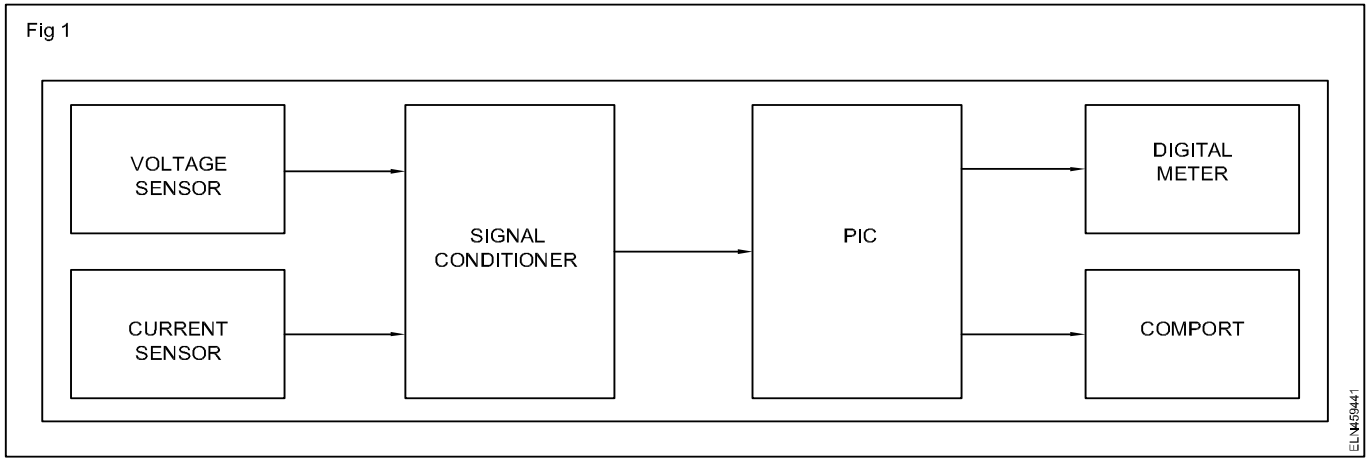 Fig 1
VOLTAGE
SENSOR
CURRENT
SENSOR
SIGNAL
CONDITIONER
PIC
DIGITAL
METER
COMPORT
ELN459441